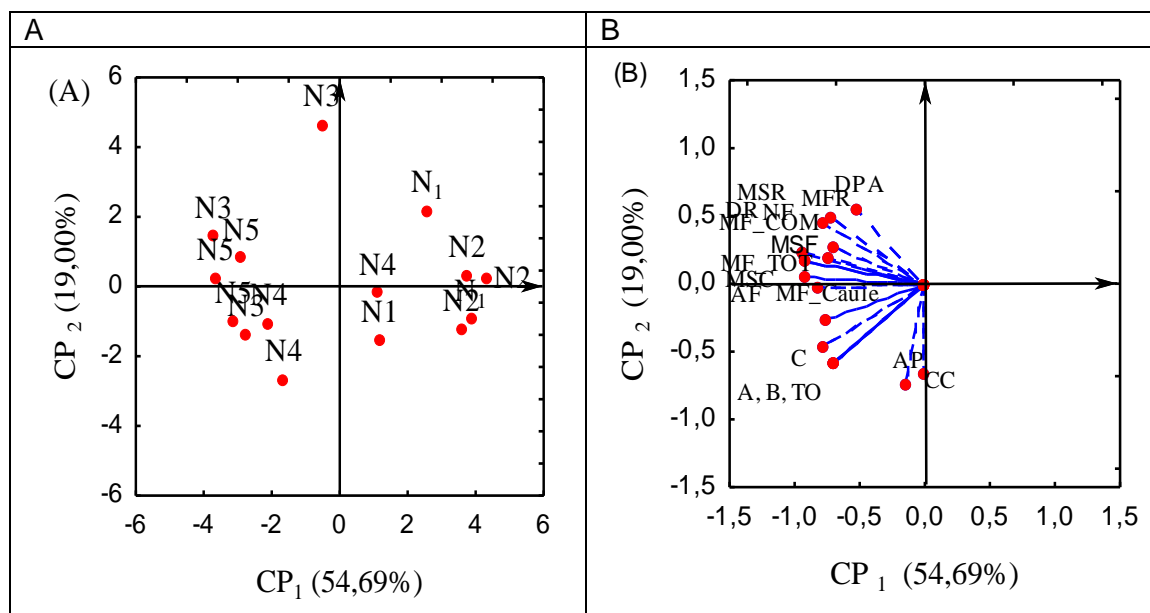 A
B
(A)
6
4
2
0
-2
-4
-6
-6 -4 -2 0 2 4 6
CP 2 (19,00%)
CP1 (54,69%)
N3
N1
N3
N5
N5
N2
N4
N2
N5
N4
N1
N3
N1
N2
N4
(B)
1,5
1,0
0,5
0,0
-0,5
-1,0
-1,5
-1,5 -1,0 -0,5 0,0 0,5 1,0 1,5
CP 2 (19,00%)
CP 1 (54,69%)
DPA
MSR
MFR
DR NF
MF_COM
MSF
MF_TOT
MSC
AF
MF_Caule
C
AP
CC
A, B, TO